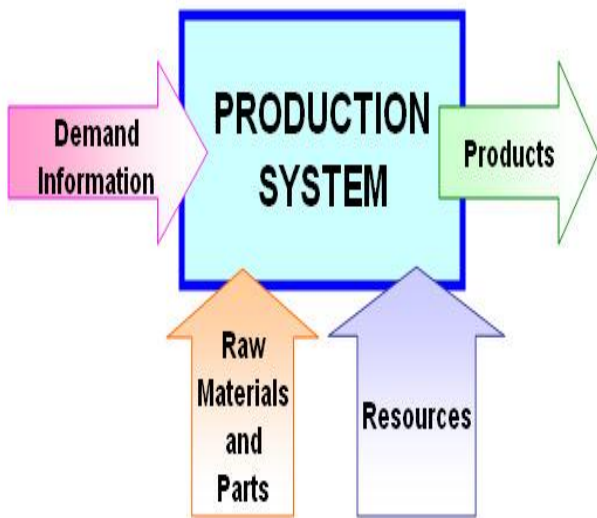 PRODUCTION
SYSTEM
Demand
Information
Products
Raw
Materials
and
Parts
Resources